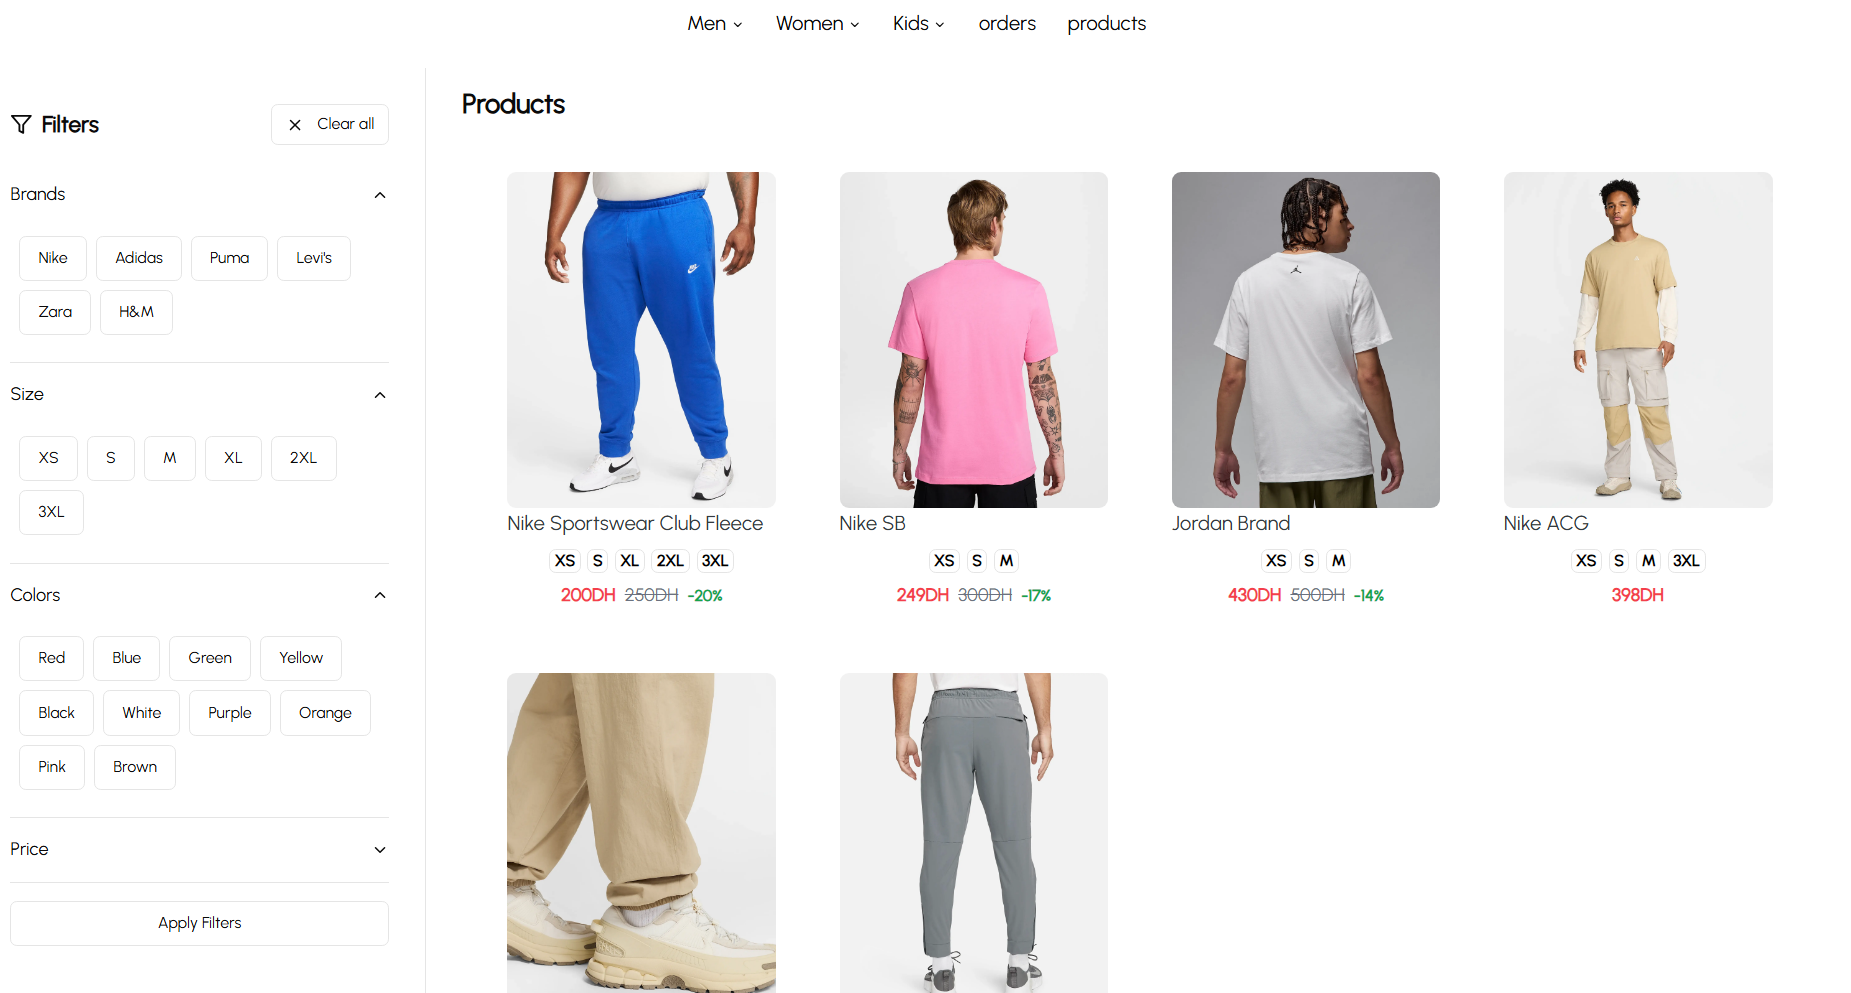 Men Women Kids orders products
Filters
Clear all
Brands
Nike Adidas Puma Levi's
Zara H&M
Size
XS S M XL 2XL
3XL
Colors
Red Blue Green Yellow
Black White Purple Orange
Pink Brown
Price
Apply Filters
Products
Nike Sportswear Club Fleece
XS S XL 2XL 3XL
200DH 250DH -20%
Nike SB
XS S M
249DH 300DH -17%
Jordan Brand
XS S M
430DH 500DH -14%
Nike ACG
XS S M 3XL
398DH